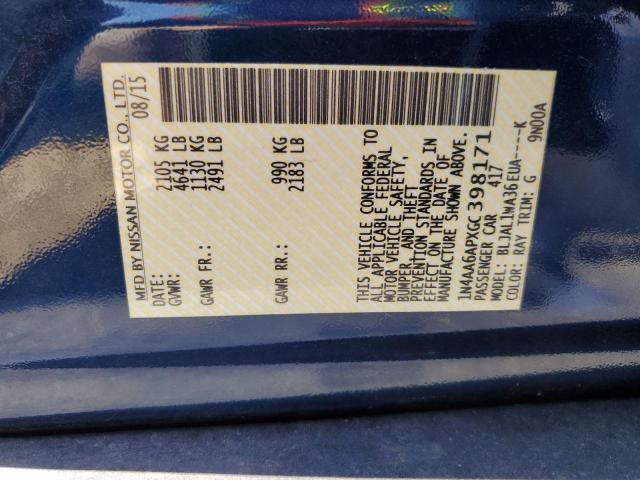 MFD BY NISSAN MOTOR CO., LTD.
DATE: 08/15
GVWR: 2105 KG
4641 LB
GAWR FR: 1130 KG
2491 LB
GAWR RR: 990 KG
2183 LB
THIS VEHICLE CONFORMS TO
ALL APPLICABLE FEDERAL
MOTOR VEHICLE SAFETY,
BUMPER, AND THEFT
PREVENTION STANDARDS IN
EFFECT ON THE DATE OF
MANUFACTURE SHOWN ABOVE.
1N4AA6APXGC398171
PASSENGER CAR 417
MODEL: BLJALlWA36EUA-----K
COLOR: RAY TRIM: G 9N00A